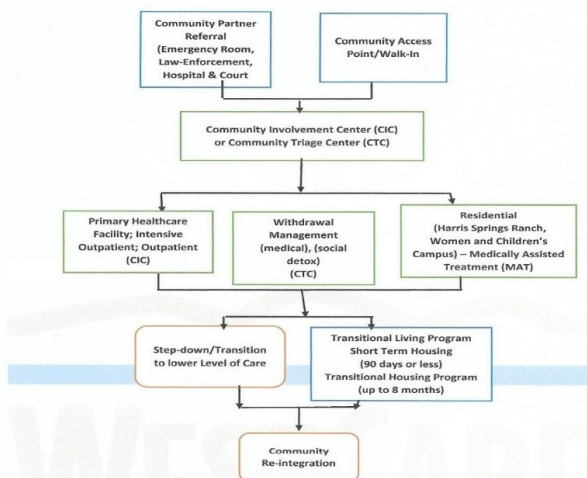 Community Partner
Referral
(Emergency Room,
Law-Enforcement,
Hospital & Court
Community Access
Point/Walk-In
Community Involvement Center (CIC)
or Community Triage Center (CTC)
Primary Healthcare
Facility; Intensive
Outpatient; Outpatient
(CIC)
Withdrawal
Management
(medical), (social
detox)
(CTC)
Residential
(Harris Springs Ranch,
Women and Children's
Campus) – Medically Assisted
Treatment (MAT)
Step-down/Transition
to lower Level of Care
Transitional Living Program
Short Term Housing
(90 days or less)
Transitional Housing Program
(up to 8 months)
Community
Re-integration
WESTCARE